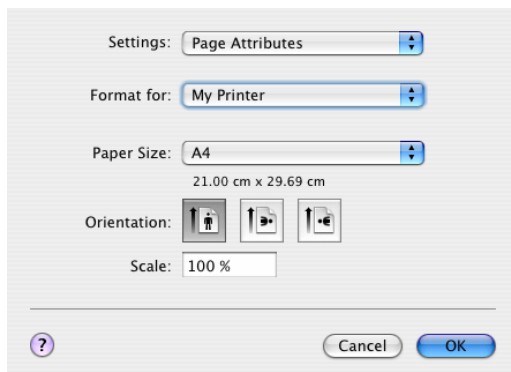 Settings: Page Attributes
Format for: My Printer
Paper Size: A4
21.00 cm x 29.69 cm
Orientation:
Scale: 100 %
? Cancel OK